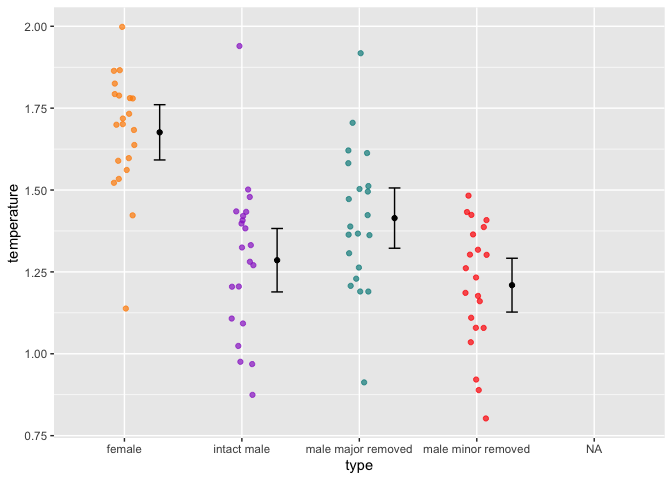 2.00
1.75
1.50
1.25
1.00
0.75
temperature
female
intact male
male major removed
male minor removed
NA
type